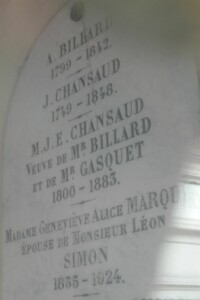 A. BILLARD
1799 - 1842.
J. CHANSAUD
1749 - 1848.
M.J.E. CHANSAUD
VEUVE DE MR BILLARD
ET DE MR GASQUET
1800 - 1883.
MADAME GENEVIÈVE ALICE MARQU
ÉPOUSE DE MONSIEUR LÉON
SIMON
1855 - 1924.